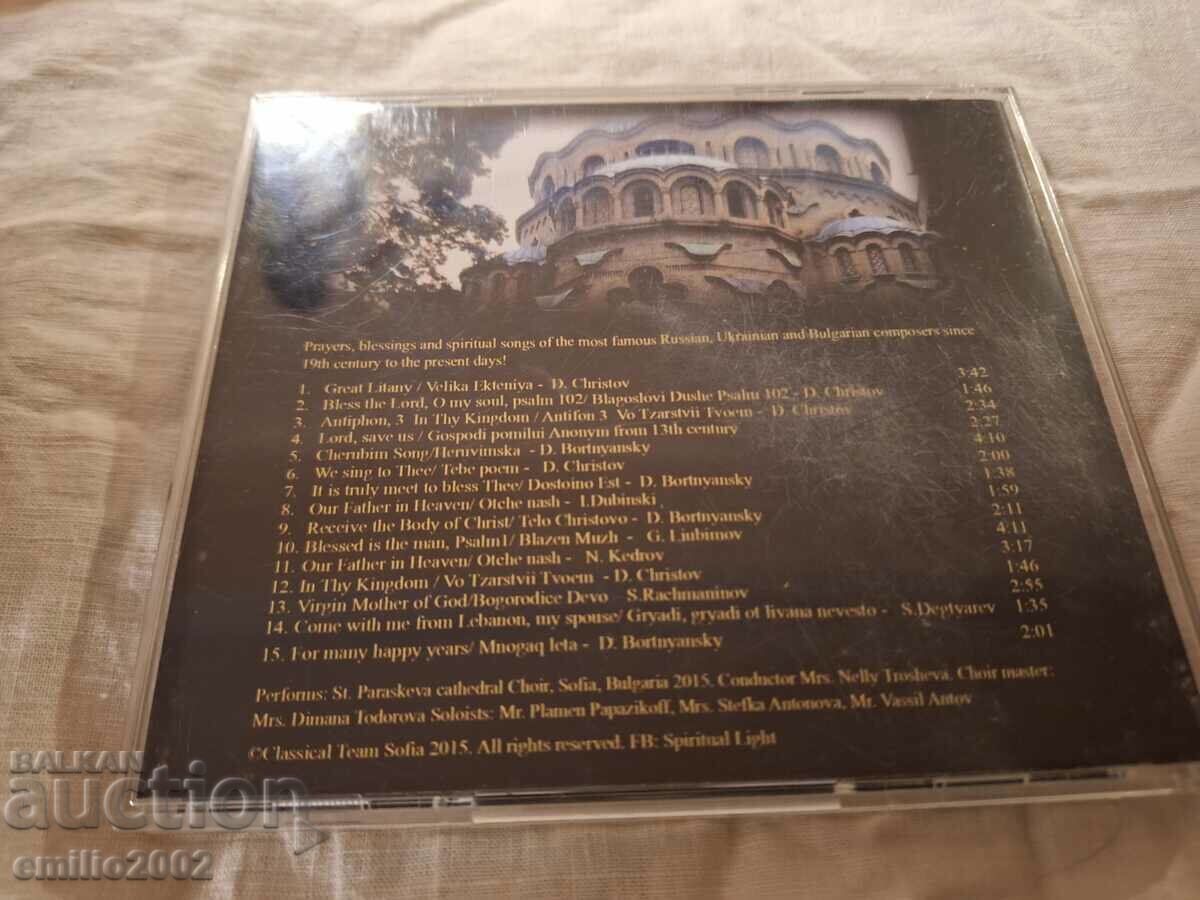 Prayers, blessings and spiritual songs of the most famous Russian, Ukrainian and Bulgarian composers since
19th century to the present days!
1. Great Litany / Velika Ekteniya - D. Christov 3:42
2. Bless the Lord, O my soul, psalm 102/ Blagoslovi Dushe Psalm 102 - D. Christov 1:46
3. Antiphon, 3 In Thy Kingdom / Antifon 3 Vo Tzarstvii Tvoem - D. Christov 2:34
4. Lord, save us / Gospodi pomilui Anonym from 13th century 2:27
5. Cherubim Song/Heruvimska - D. Bortnyansky 4:10
6. We sing to Thee/ Tebe poem - D. Christov 2:00
7. It is truly meet to bless Thee/ Dostoino Est - D. Bortnyansky 1:38
8. Our Father in Heaven/ Otche nash - I.Dubinski 1:59
9. Receive the Body of Christ/ Telo Christovo - D. Bortnyansky 2:11
10. Blessed is the man, Psalm1/ Blazen Muzh - G. Liubimov 4:11
11. Our Father in Heaven/ Otche nash - N. Kedrov 3:17
12. In Thy Kingdom / Vo Tzarstvii Tvoem - D. Christov 1:46
13. Virgin Mother of God/Bogorodice Devo - S.Rachmaninov 2:55
14. Come with me from Lebanon, my spouse/ Gryadi, gryadi ot livana nevesto - S.Degtyarev 1:35
15. For many happy years/ Mnogaq leta - D. Bortnyansky 2:01
Performs: St. Paraskeva cathedral Choir, Sofia, Bulgaria 2015. Conductor Mrs. Nelly Trosheva. Choir master:
Mrs. Dimana Todorova Soloists: Mr. Plamen Papazikoff, Mrs. Stefka Antonova, Mr. Vassil Antov
©Classical Team Sofia 2015. All rights reserved. FB: Spiritual Light
BALKAN
auction
emilio2002